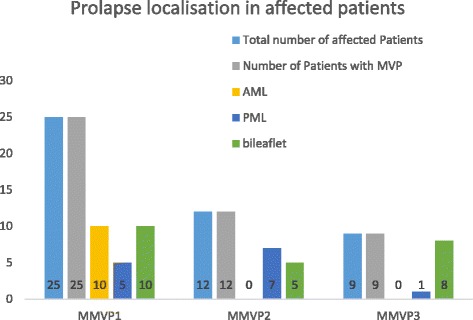 Prolapse localisation in affected patients
Total number of affected Patients
Number of Patients with MVP
AML
PML
bileaflet
30
25
20
15
10
5
0
25 25 10 5 10
12 12 0 7 5
9 9 0 1 8
MMVP1 MMVP2 MMVP3